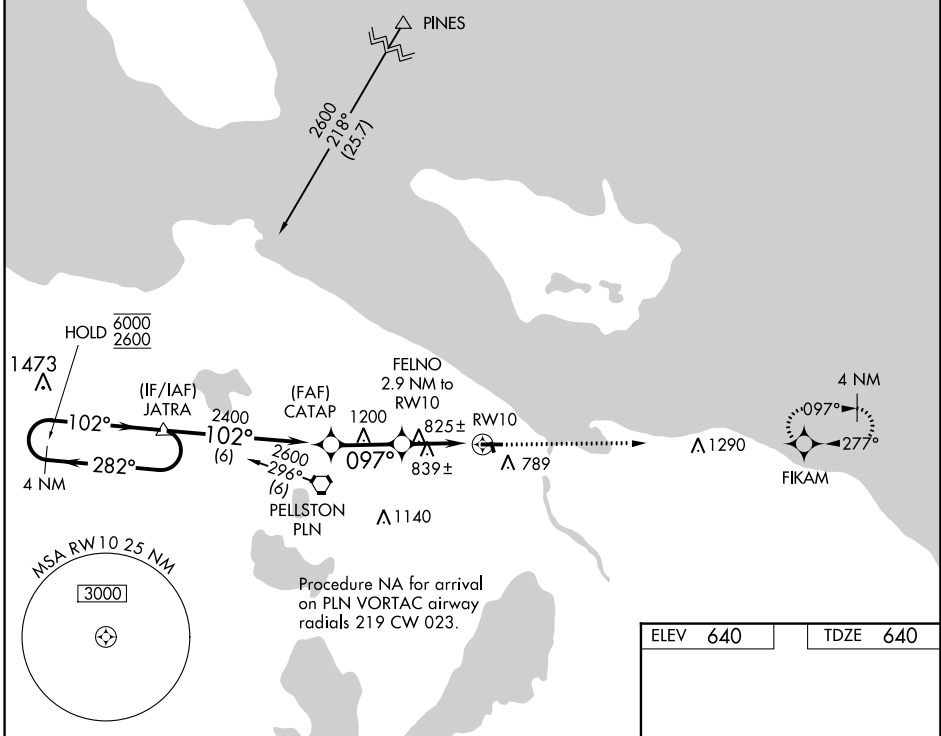 PINES
2600
218°
(25.7)
HOLD 6000
2600
1473
(IF/IAF)
JATRA
102°
282°
4 NM
2400
102°
(6)
(FAF)
CATAP
1200
097°
FELNO
2.9 NM to
RW10
825±
839±
RW10
789
2600
296°
(6)
PELLSTON
PLN
1140
1290
4 NM
097°
277°
FIKAM
MSA RW10 25 NM
3000
Procedure NA for arrival
on PLN VORTAC airway
radials 219 CW 023.
ELEV 640
TDZE 640